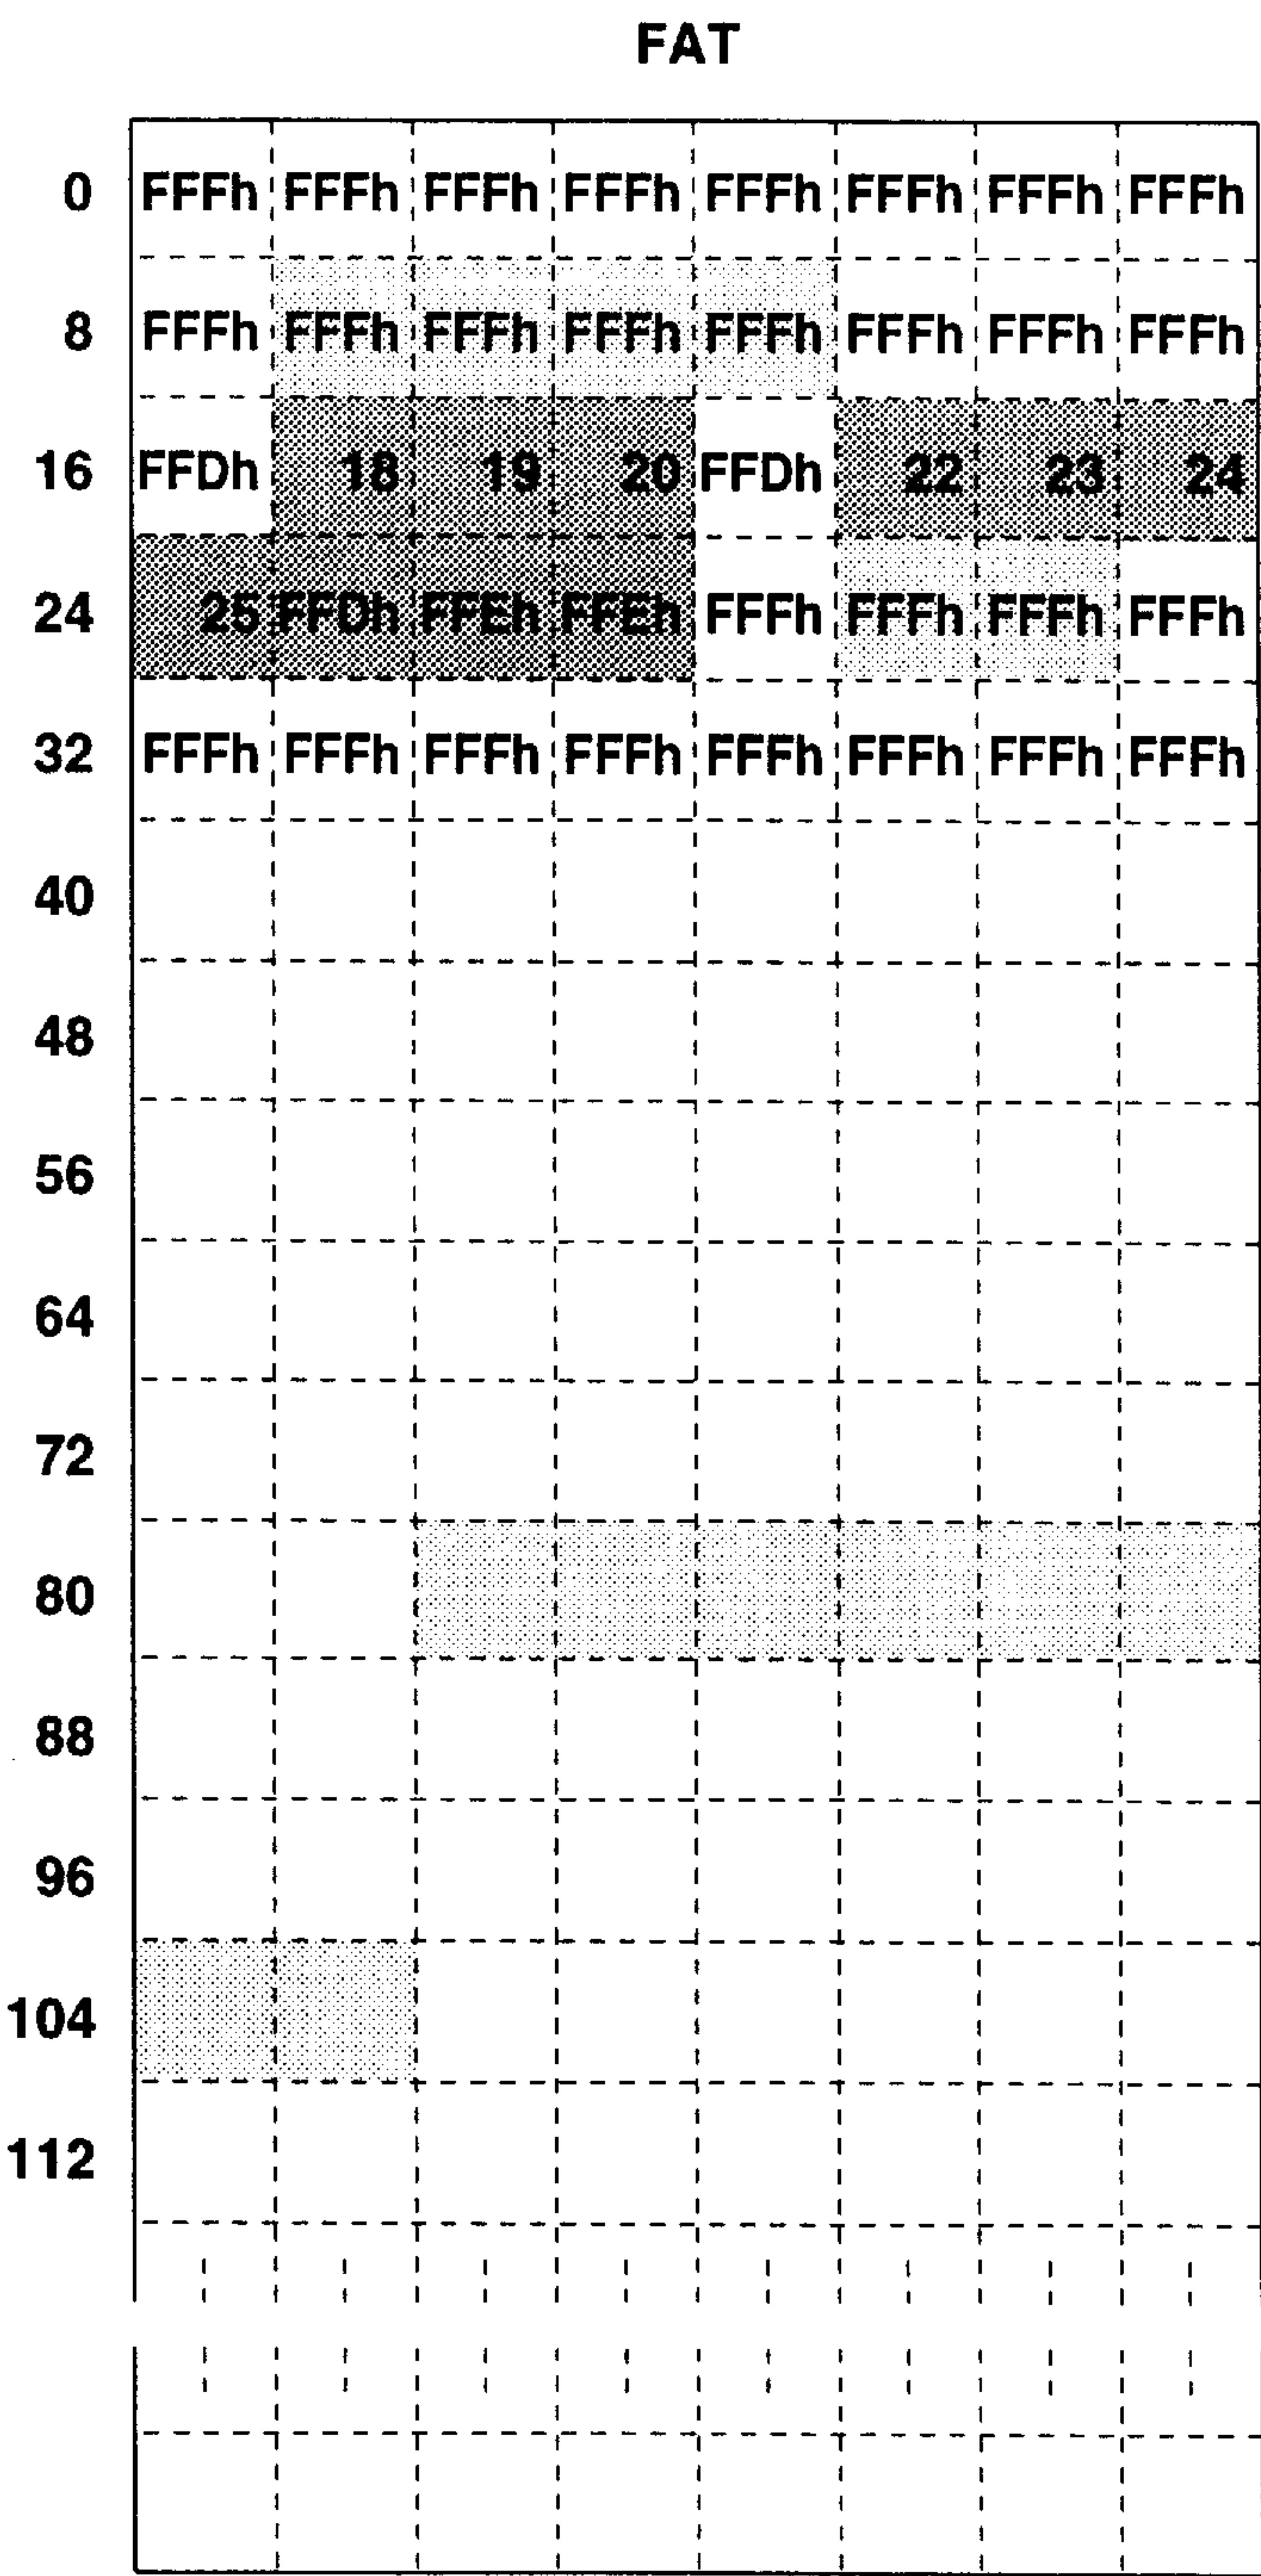 FAT
0 FFFh FFFh FFFh FFFh FFFh FFFh FFFh FFFh
8 FFFh FFFh FFFh FFFh FFFh FFFh FFFh FFFh
16 FFDh 18 19 20 FFDh 22 23 24
24 25 FFDh FFEh FFEh FFFh FFFh FFFh FFFh
32 FFFh FFFh FFFh FFFh FFFh FFFh FFFh FFFh
40
48
56
64
72
80
88
96
104
112